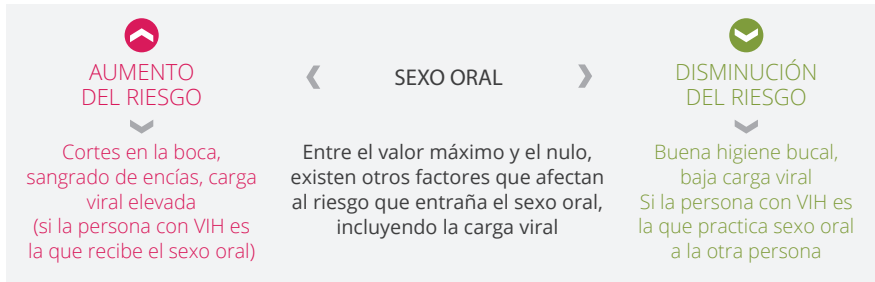 AUMENTO
DEL RIESGO
Cortes en la boca,
sangrado de encías, carga
viral elevada
(si la persona con VIH es
la que recibe el sexo oral)
SEXO ORAL
Entre el valor máximo y el nulo,
existen otros factores que afectan
al riesgo que entraña el sexo oral,
incluyendo la carga viral
DISMINUCIÓN
DEL RIESGO
Buena higiene bucal,
baja carga viral
Si la persona con VIH es
la que practica sexo oral
a la otra persona